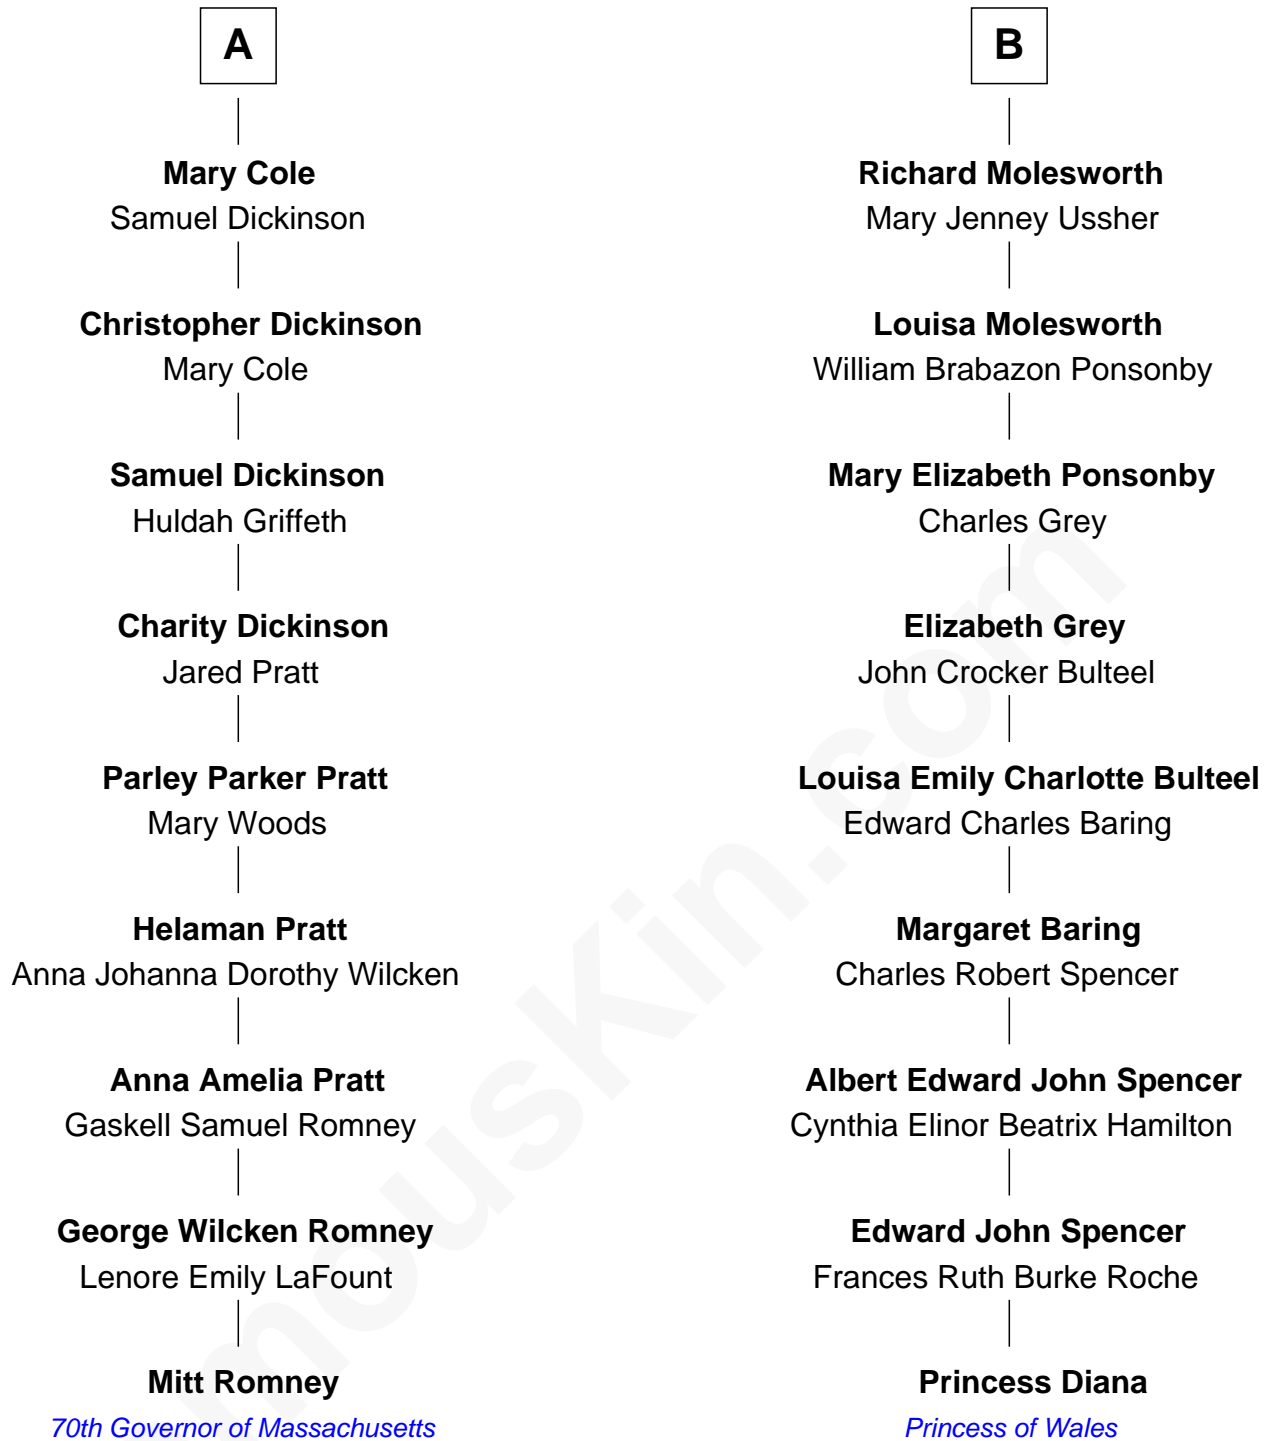 A
Mary Cole
Samuel Dickinson
Christopher Dickinson
Mary Cole
Samuel Dickinson
Huldah Griffeth
Charity Dickinson
Jared Pratt
Parley Parker Pratt
Mary Woods
Helaman Pratt
Anna Johanna Dorothy Wilcken
Anna Amelia Pratt
Gaskell Samuel Romney
George Wilcken Romney
Lenore Emily LaFount
Mitt Romney
70th Governor of Massachusetts
B
Richard Molesworth
Mary Jenney Ussher
Louisa Molesworth
William Brabazon Ponsonby
Mary Elizabeth Ponsonby
Charles Grey
Elizabeth Grey
John Crocker Bulteel
Louisa Emily Charlotte Bulteel
Edward Charles Baring
Margaret Baring
Charles Robert Spencer
Albert Edward John Spencer
Cynthia Elinor Beatrix Hamilton
Edward John Spencer
Frances Ruth Burke Roche
Princess Diana
Princess of Wales
mousKin.com